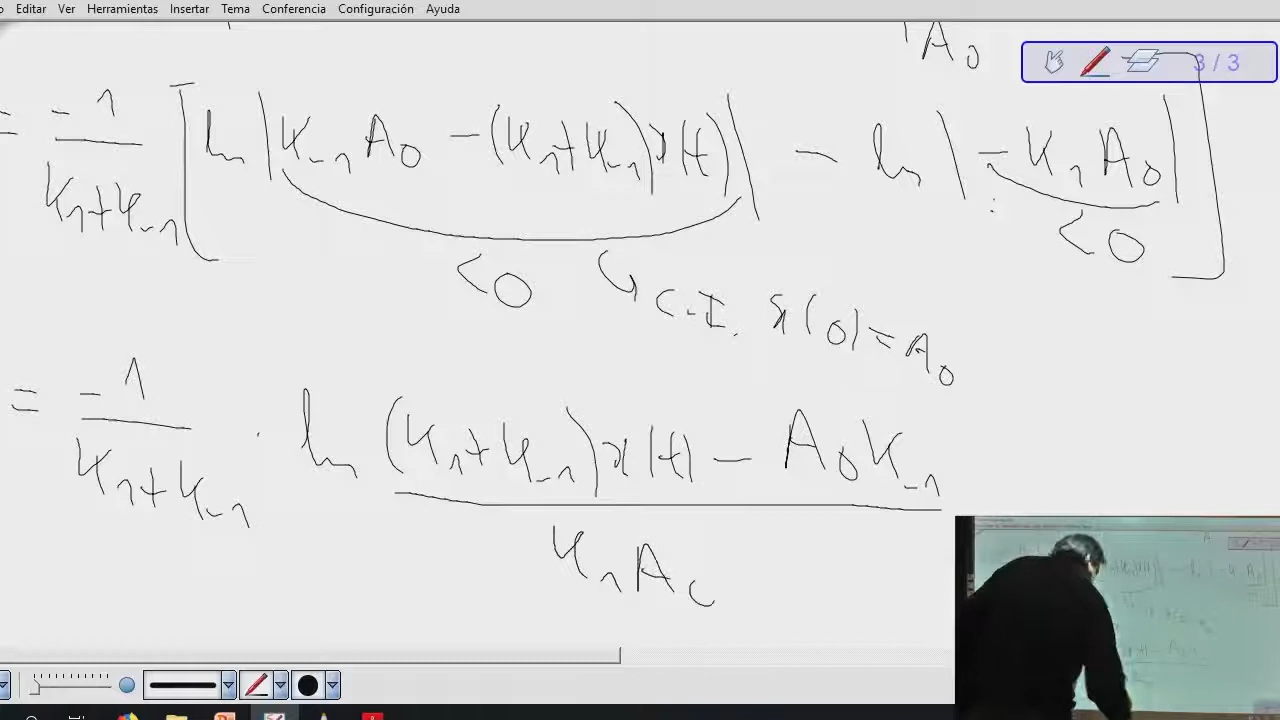 Editar Ver Herramientas Insertar Tema Conferencia Configuración Ayuda
A₀
3 / 3
= -1/(K₁+K₋₁) [ln|K₋₁A₀ - (K₁+K₋₁)x(t)| - ln|-K₁A₀|]
<0
<0
C.I. x(0)=A₀
= -1/(K₁+K₋₁) · ln ((K₁+K₋₁)x(t) - A₀K₋₁)/(K₁A₀)